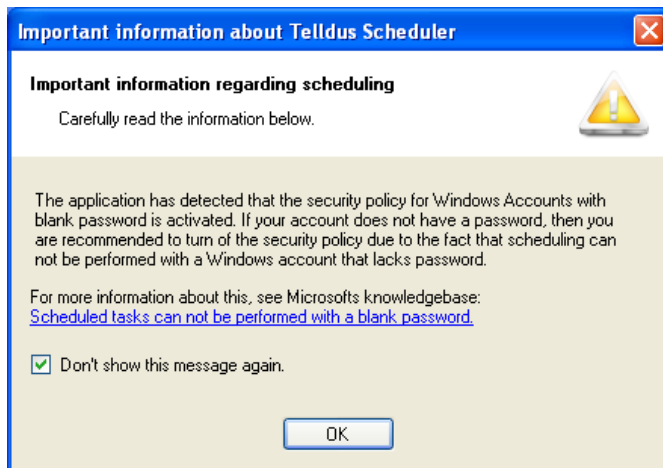 Important information about Telldus Scheduler
Important information regarding scheduling
Carefully read the information below.
The application has detected that the security policy for Windows Accounts with
blank password is activated. If your account does not have a password, then you
are recommended to turn of the security policy due to the fact that scheduling can
not be performed with a Windows account that lacks password.
For more information about this, see Microsofts knowledgebase:
Scheduled tasks can not be performed with a blank password.
Don't show this message again.
OK